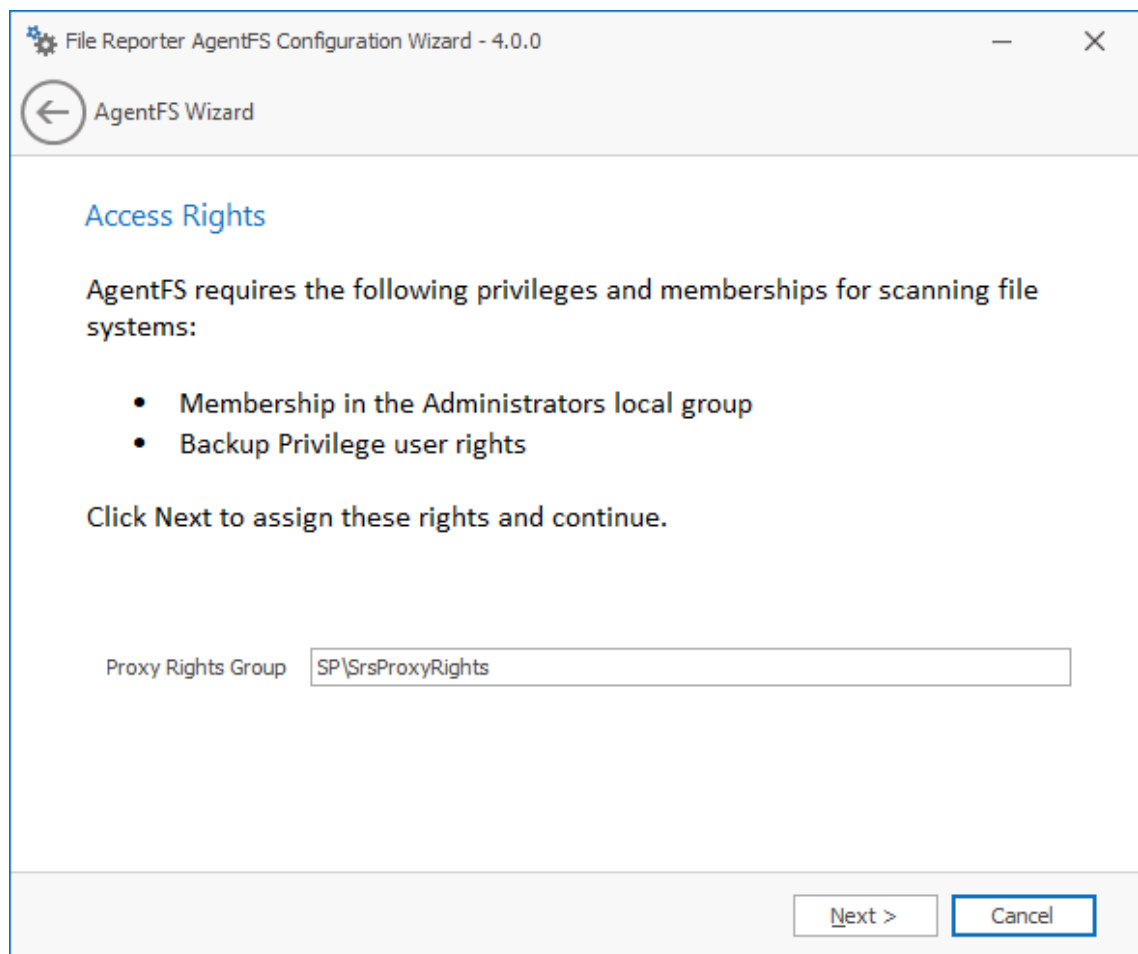 File Reporter AgentFS Configuration Wizard - 4.0.0
AgentFS Wizard
Access Rights
AgentFS requires the following privileges and memberships for scanning file
systems:
• Membership in the Administrators local group
• Backup Privilege user rights
Click Next to assign these rights and continue.
Proxy Rights Group SP\SrsProxyRights
Next > Cancel